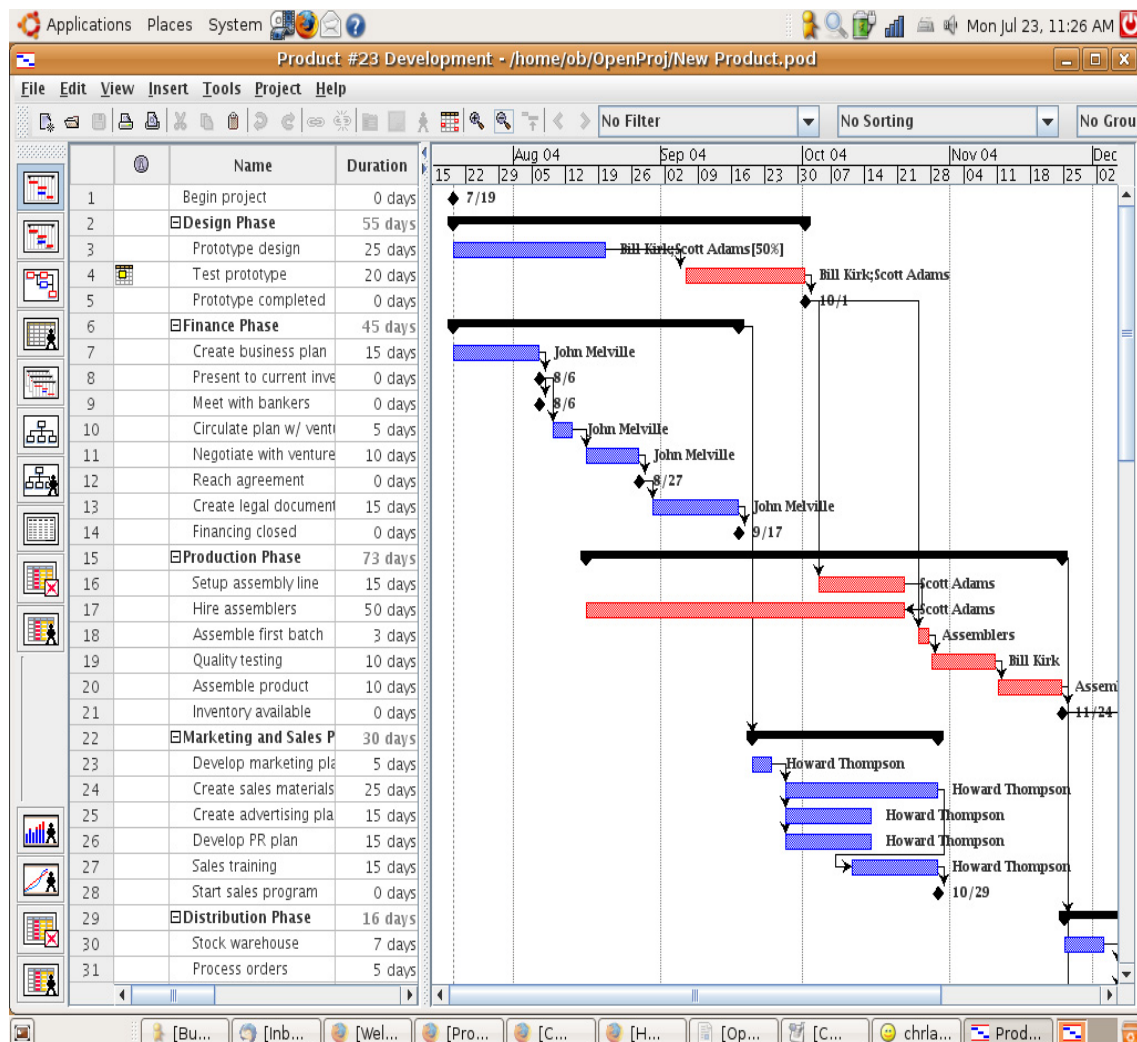 Applications Places System Mon Jul 23, 11:26 AM
Product #23 Development - /home/ob/OpenProj/New Product.pod
File Edit View Insert Tools Project Help
No Filter No Sorting No Grou
Name Duration
Aug 04 Sep 04 Oct 04 Nov 04 Dec
15 22 29 05 12 19 26 02 09 16 23 30 07 14 21 28 04 11 18 25 02
1 Begin project 0 days 7/19
2 Design Phase 55 days
3 Prototype design 25 days Bill Kirk;Scott Adams[50%]
4 Test prototype 20 days Bill Kirk;Scott Adams
5 Prototype completed 0 days 10/1
6 Finance Phase 45 days
7 Create business plan 15 days John Melville
8 Present to current inve 0 days 8/6
9 Meet with bankers 0 days 8/6
10 Circulate plan w/ vent 5 days John Melville
11 Negotiate with venture 10 days John Melville
12 Reach agreement 0 days 8/27
13 Create legal document 15 days John Melville
14 Financing closed 0 days 9/17
15 Production Phase 73 days
16 Setup assembly line 15 days Scott Adams
17 Hire assemblers 50 days Scott Adams
18 Assemble first batch 3 days Assemblers
19 Quality testing 10 days Bill Kirk
20 Assemble product 10 days Assem
21 Inventory available 0 days 11/24
22 Marketing and Sales P 30 days
23 Develop marketing pla 5 days Howard Thompson
24 Create sales materials 25 days Howard Thompson
25 Create advertising pla 15 days Howard Thompson
26 Develop PR plan 15 days Howard Thompson
27 Sales training 15 days Howard Thompson
28 Start sales program 0 days 10/29
29 Distribution Phase 16 days
30 Stock warehouse 7 days
31 Process orders 5 days
[Bu... [Inb... [Wel... [Pro... [C... [H... [Op... [C... chrla... Prod...